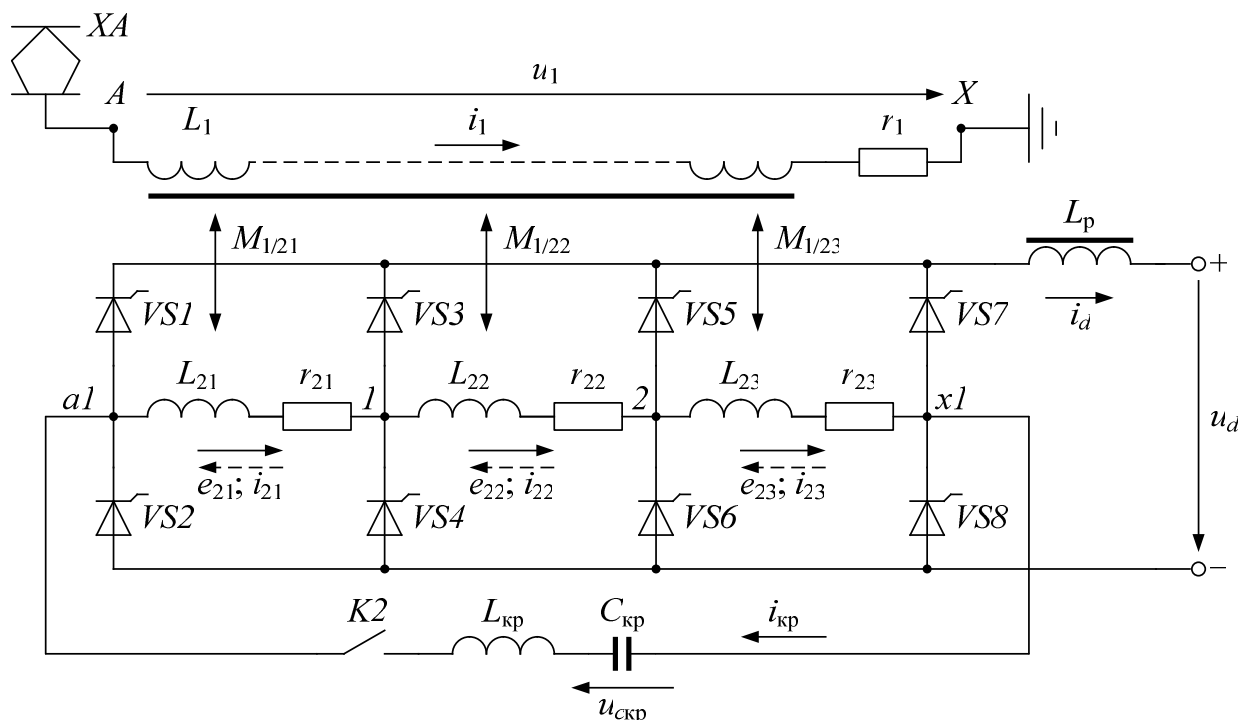 XA
A
u1
X
L1
i1
r1
M1/21
M1/22
M1/23
Lр
+
VS1
VS3
VS5
VS7
id
L21
r21
L22
r22
L23
r23
a1
1
2
x1
ud
e21; i21
e22; i22
e23; i23
VS2
VS4
VS6
VS8
−
K2
Lкр
Cкр
iкр
uскр